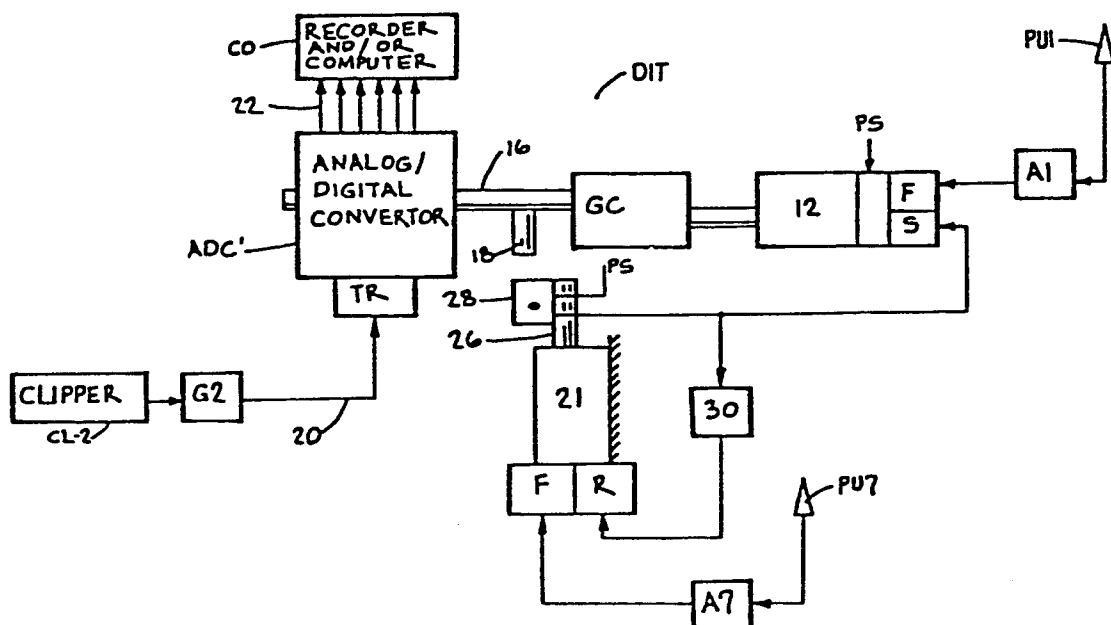 CO
RECORDER
AND/OR
COMPUTER
22
DIT
PU1
PS
16
ANALOG/
DIGITAL
CONVERTOR
GC
12
F
S
A1
ADC'
18
PS
TR
28
26
21
30
CLIPPER
G2
CL-2
20
F
R
PU7
A7